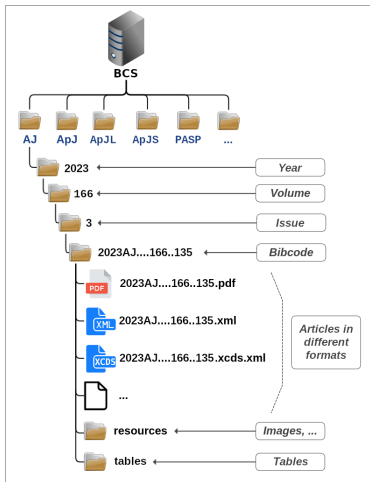 BCS
AJ ApJ ApJL ApJS PASP ...
2023 Year
166 Volume
3 Issue
2023AJ....166..135 Bibcode
PDF 2023AJ....166..135.pdf
XML 2023AJ....166..135.xml
Articles in
different
formats
XCDS 2023AJ....166..135.xcds.xml
...
resources Images, ...
tables Tables